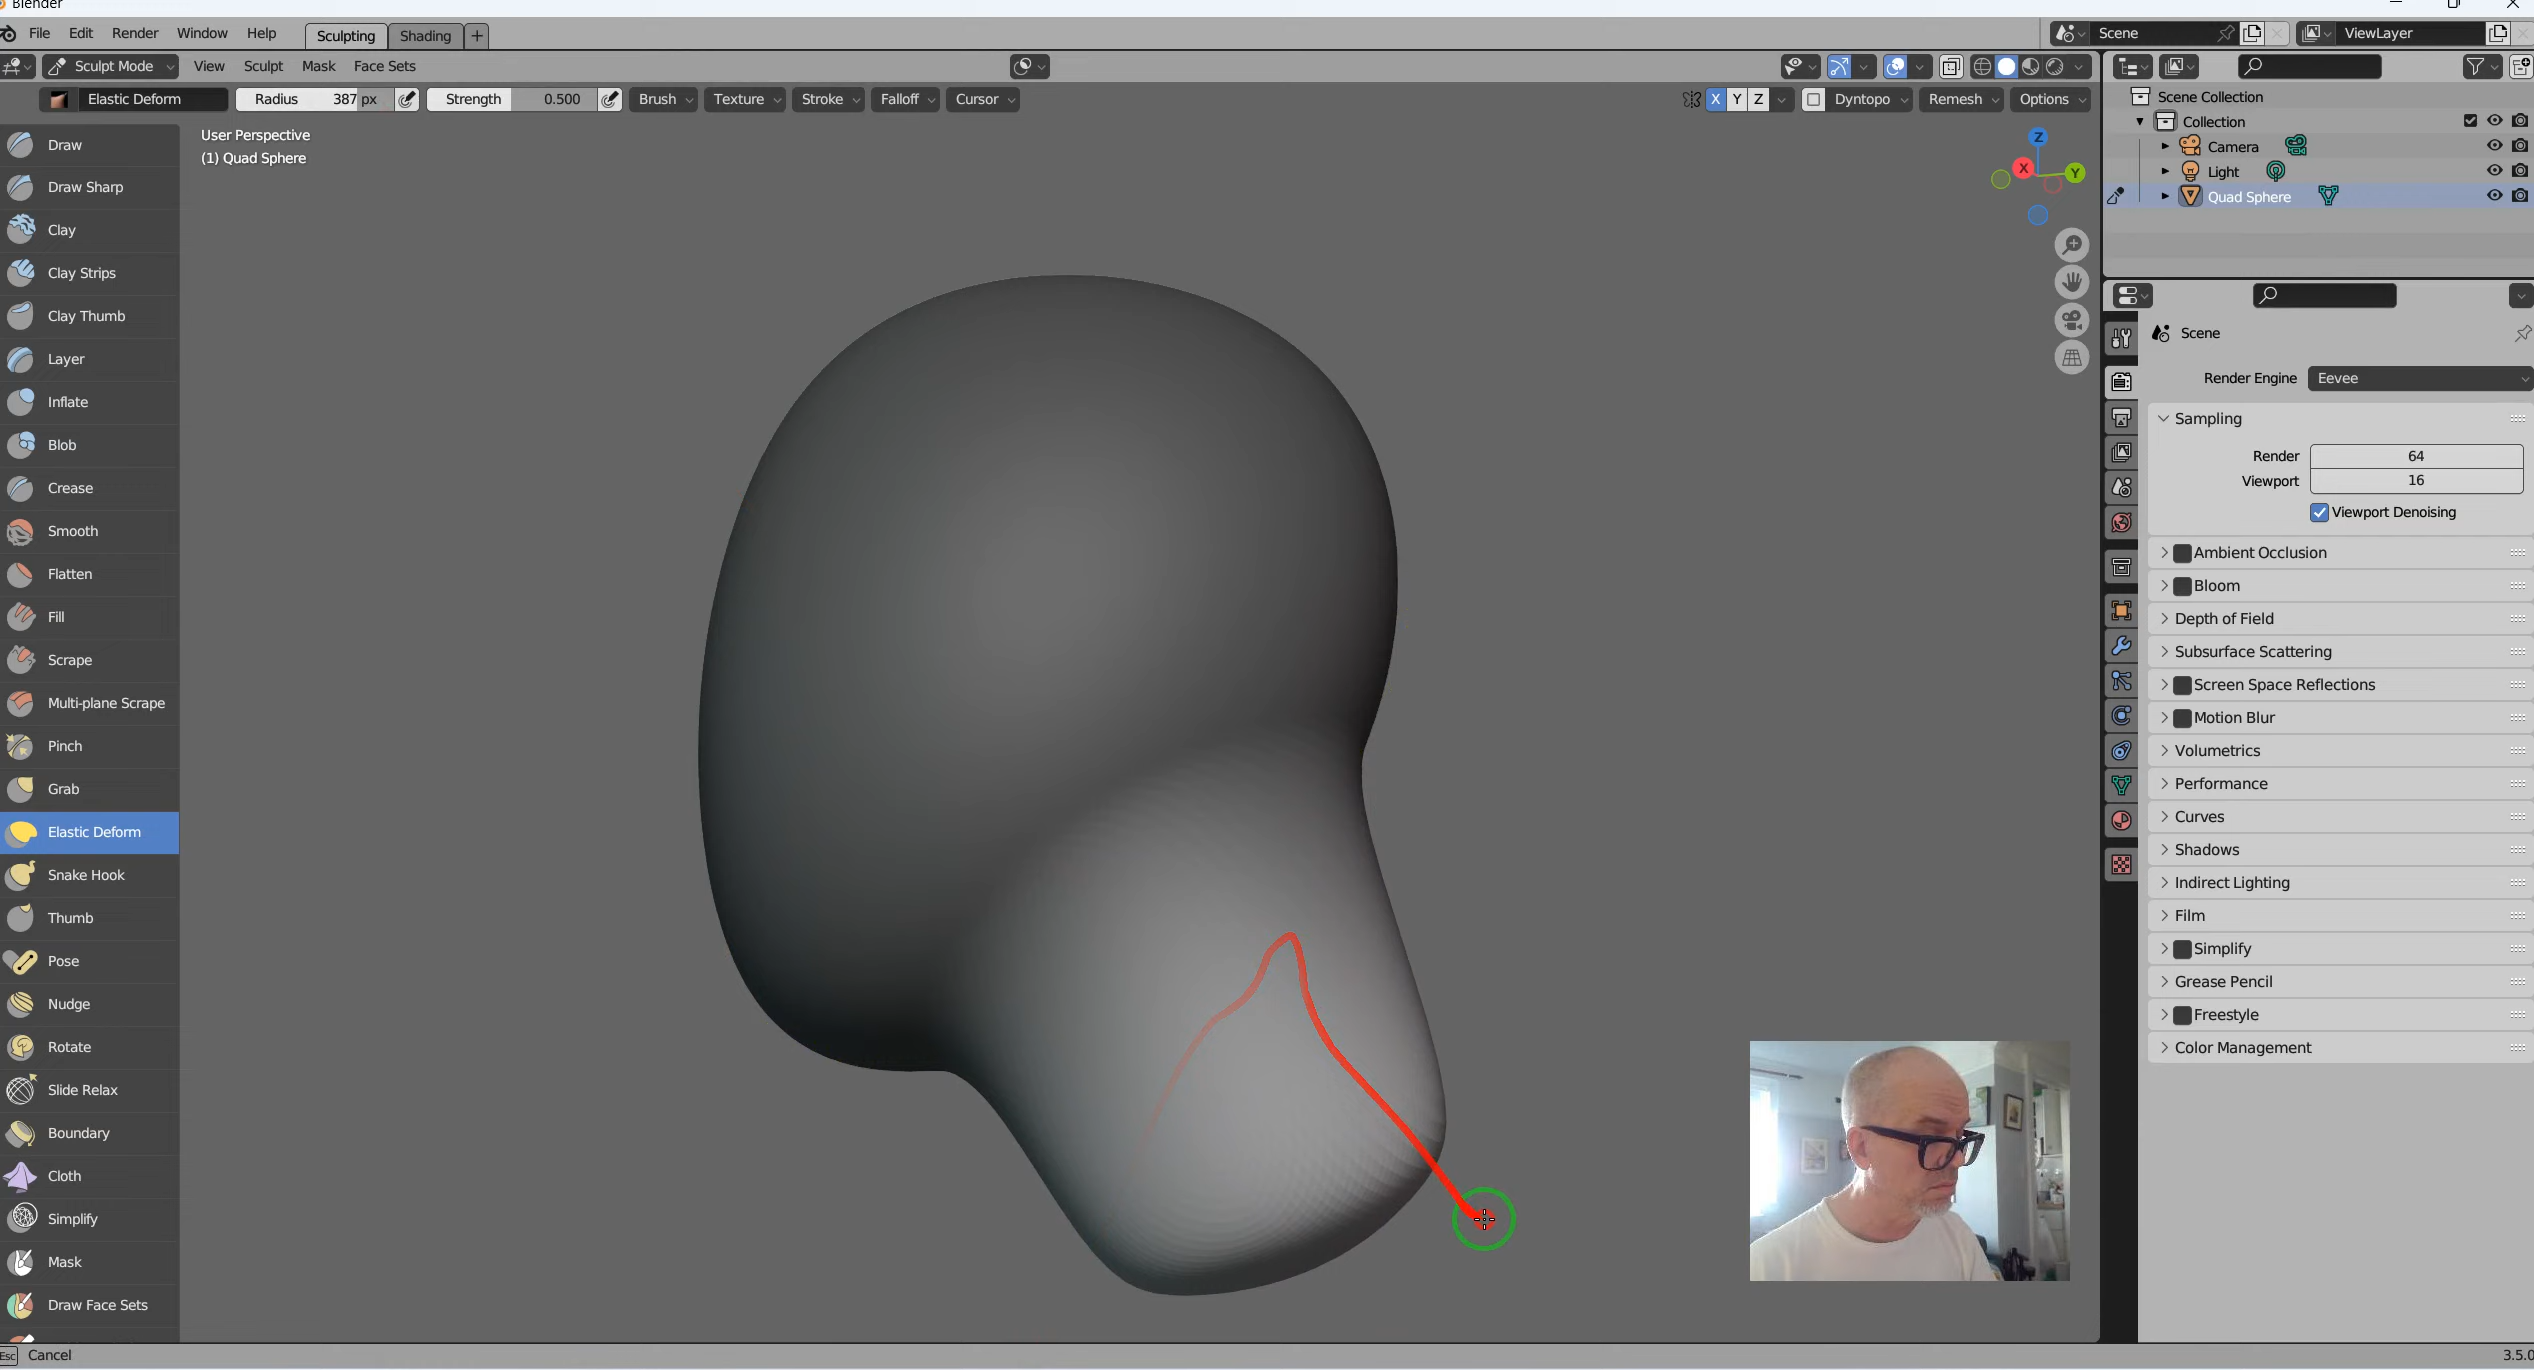 Blender
File Edit Render Window Help Sculpting Shading + Scene ViewLayer
Sculpt Mode View Sculpt Mask Face Sets
Elastic Deform Radius 387 px Strength 0.500 Brush Texture Stroke Falloff Cursor X Y Z Dyntopo Remesh Options
User Perspective
(1) Quad Sphere
Z
X
Y
Draw
Draw Sharp
Clay
Clay Strips
Clay Thumb
Layer
Inflate
Blob
Crease
Smooth
Flatten
Fill
Scrape
Multi-plane Scrape
Pinch
Grab
Elastic Deform
Snake Hook
Thumb
Pose
Nudge
Rotate
Slide Relax
Boundary
Cloth
Simplify
Mask
Draw Face Sets
Scene Collection
Collection
Camera
Light
Quad Sphere
Scene
Render Engine Eevee
Sampling
Render 64
Viewport 16
Viewport Denoising
Ambient Occlusion
Bloom
Depth of Field
Subsurface Scattering
Screen Space Reflections
Motion Blur
Volumetrics
Performance
Curves
Shadows
Indirect Lighting
Film
Simplify
Grease Pencil
Freestyle
Color Management
Esc Cancel
3.5.0